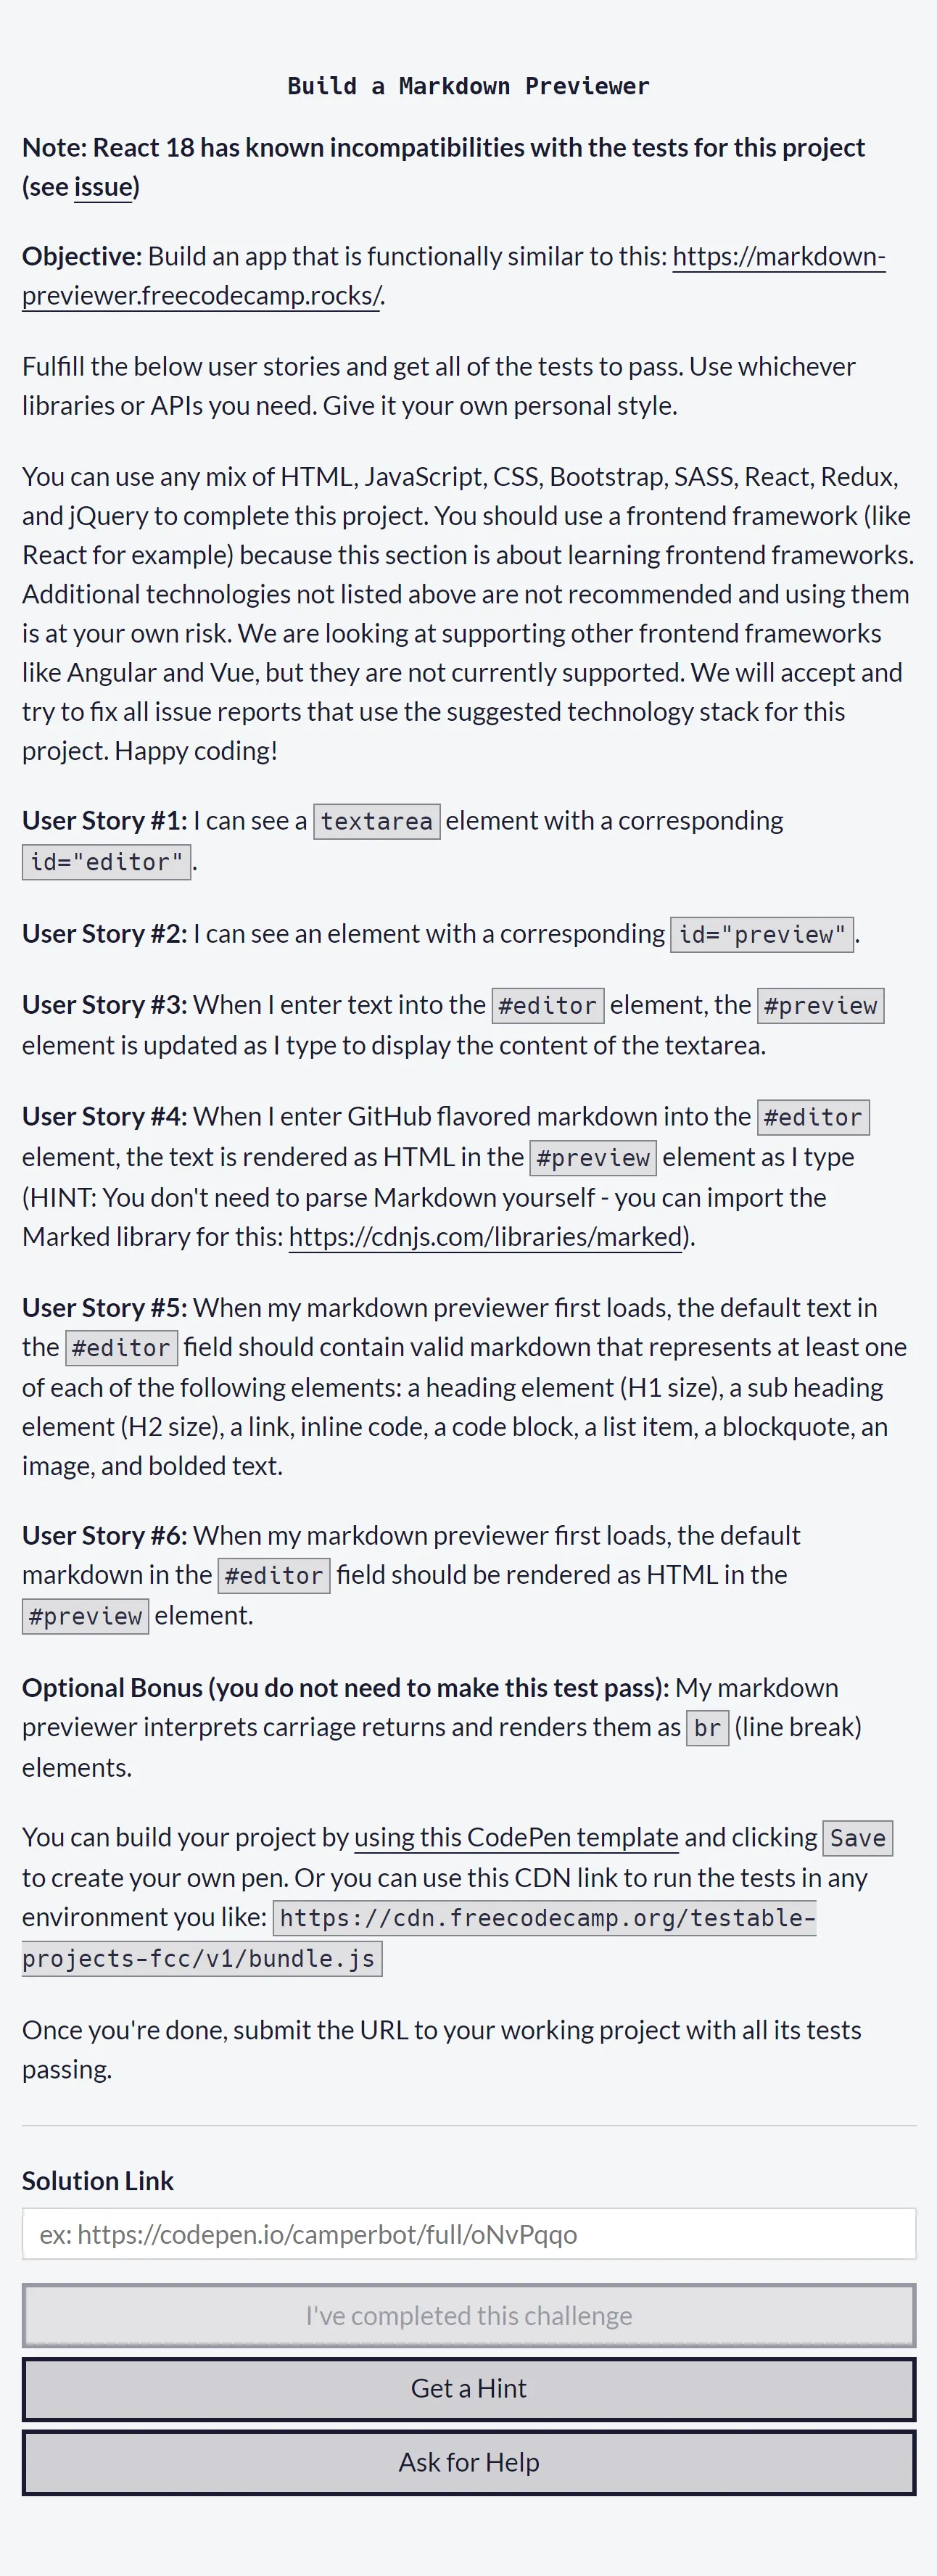 Build a Markdown Previewer
Note: React 18 has known incompatibilities with the tests for this project
(see issue)
Objective: Build an app that is functionally similar to this: https://markdown-
previewer.freecodecamp.rocks/.
Fulfill the below user stories and get all of the tests to pass. Use whichever
libraries or APIs you need. Give it your own personal style.
You can use any mix of HTML, JavaScript, CSS, Bootstrap, SASS, React, Redux,
and jQuery to complete this project. You should use a frontend framework (like
React for example) because this section is about learning frontend frameworks.
Additional technologies not listed above are not recommended and using them
is at your own risk. We are looking at supporting other frontend frameworks
like Angular and Vue, but they are not currently supported. We will accept and
try to fix all issue reports that use the suggested technology stack for this
project. Happy coding!
User Story #1: I can see a textarea element with a corresponding
id="editor".
User Story #2: I can see an element with a corresponding id="preview".
User Story #3: When I enter text into the #editor element, the #preview
element is updated as I type to display the content of the textarea.
User Story #4: When I enter GitHub flavored markdown into the #editor
element, the text is rendered as HTML in the #preview element as I type
(HINT: You don't need to parse Markdown yourself - you can import the
Marked library for this: https://cdnjs.com/libraries/marked).
User Story #5: When my markdown previewer first loads, the default text in
the #editor field should contain valid markdown that represents at least one
of each of the following elements: a heading element (H1 size), a sub heading
element (H2 size), a link, inline code, a code block, a list item, a blockquote, an
image, and bolded text.
User Story #6: When my markdown previewer first loads, the default
markdown in the #editor field should be rendered as HTML in the
#preview element.
Optional Bonus (you do not need to make this test pass): My markdown
previewer interprets carriage returns and renders them as br (line break)
elements.
You can build your project by using this CodePen template and clicking Save
to create your own pen. Or you can use this CDN link to run the tests in any
environment you like: https://cdn.freecodecamp.org/testable-
projects-fcc/v1/bundle.js
Once you're done, submit the URL to your working project with all its tests
passing.
Solution Link
ex: https://codepen.io/camperbot/full/oNvPqqo
I've completed this challenge
Get a Hint
Ask for Help